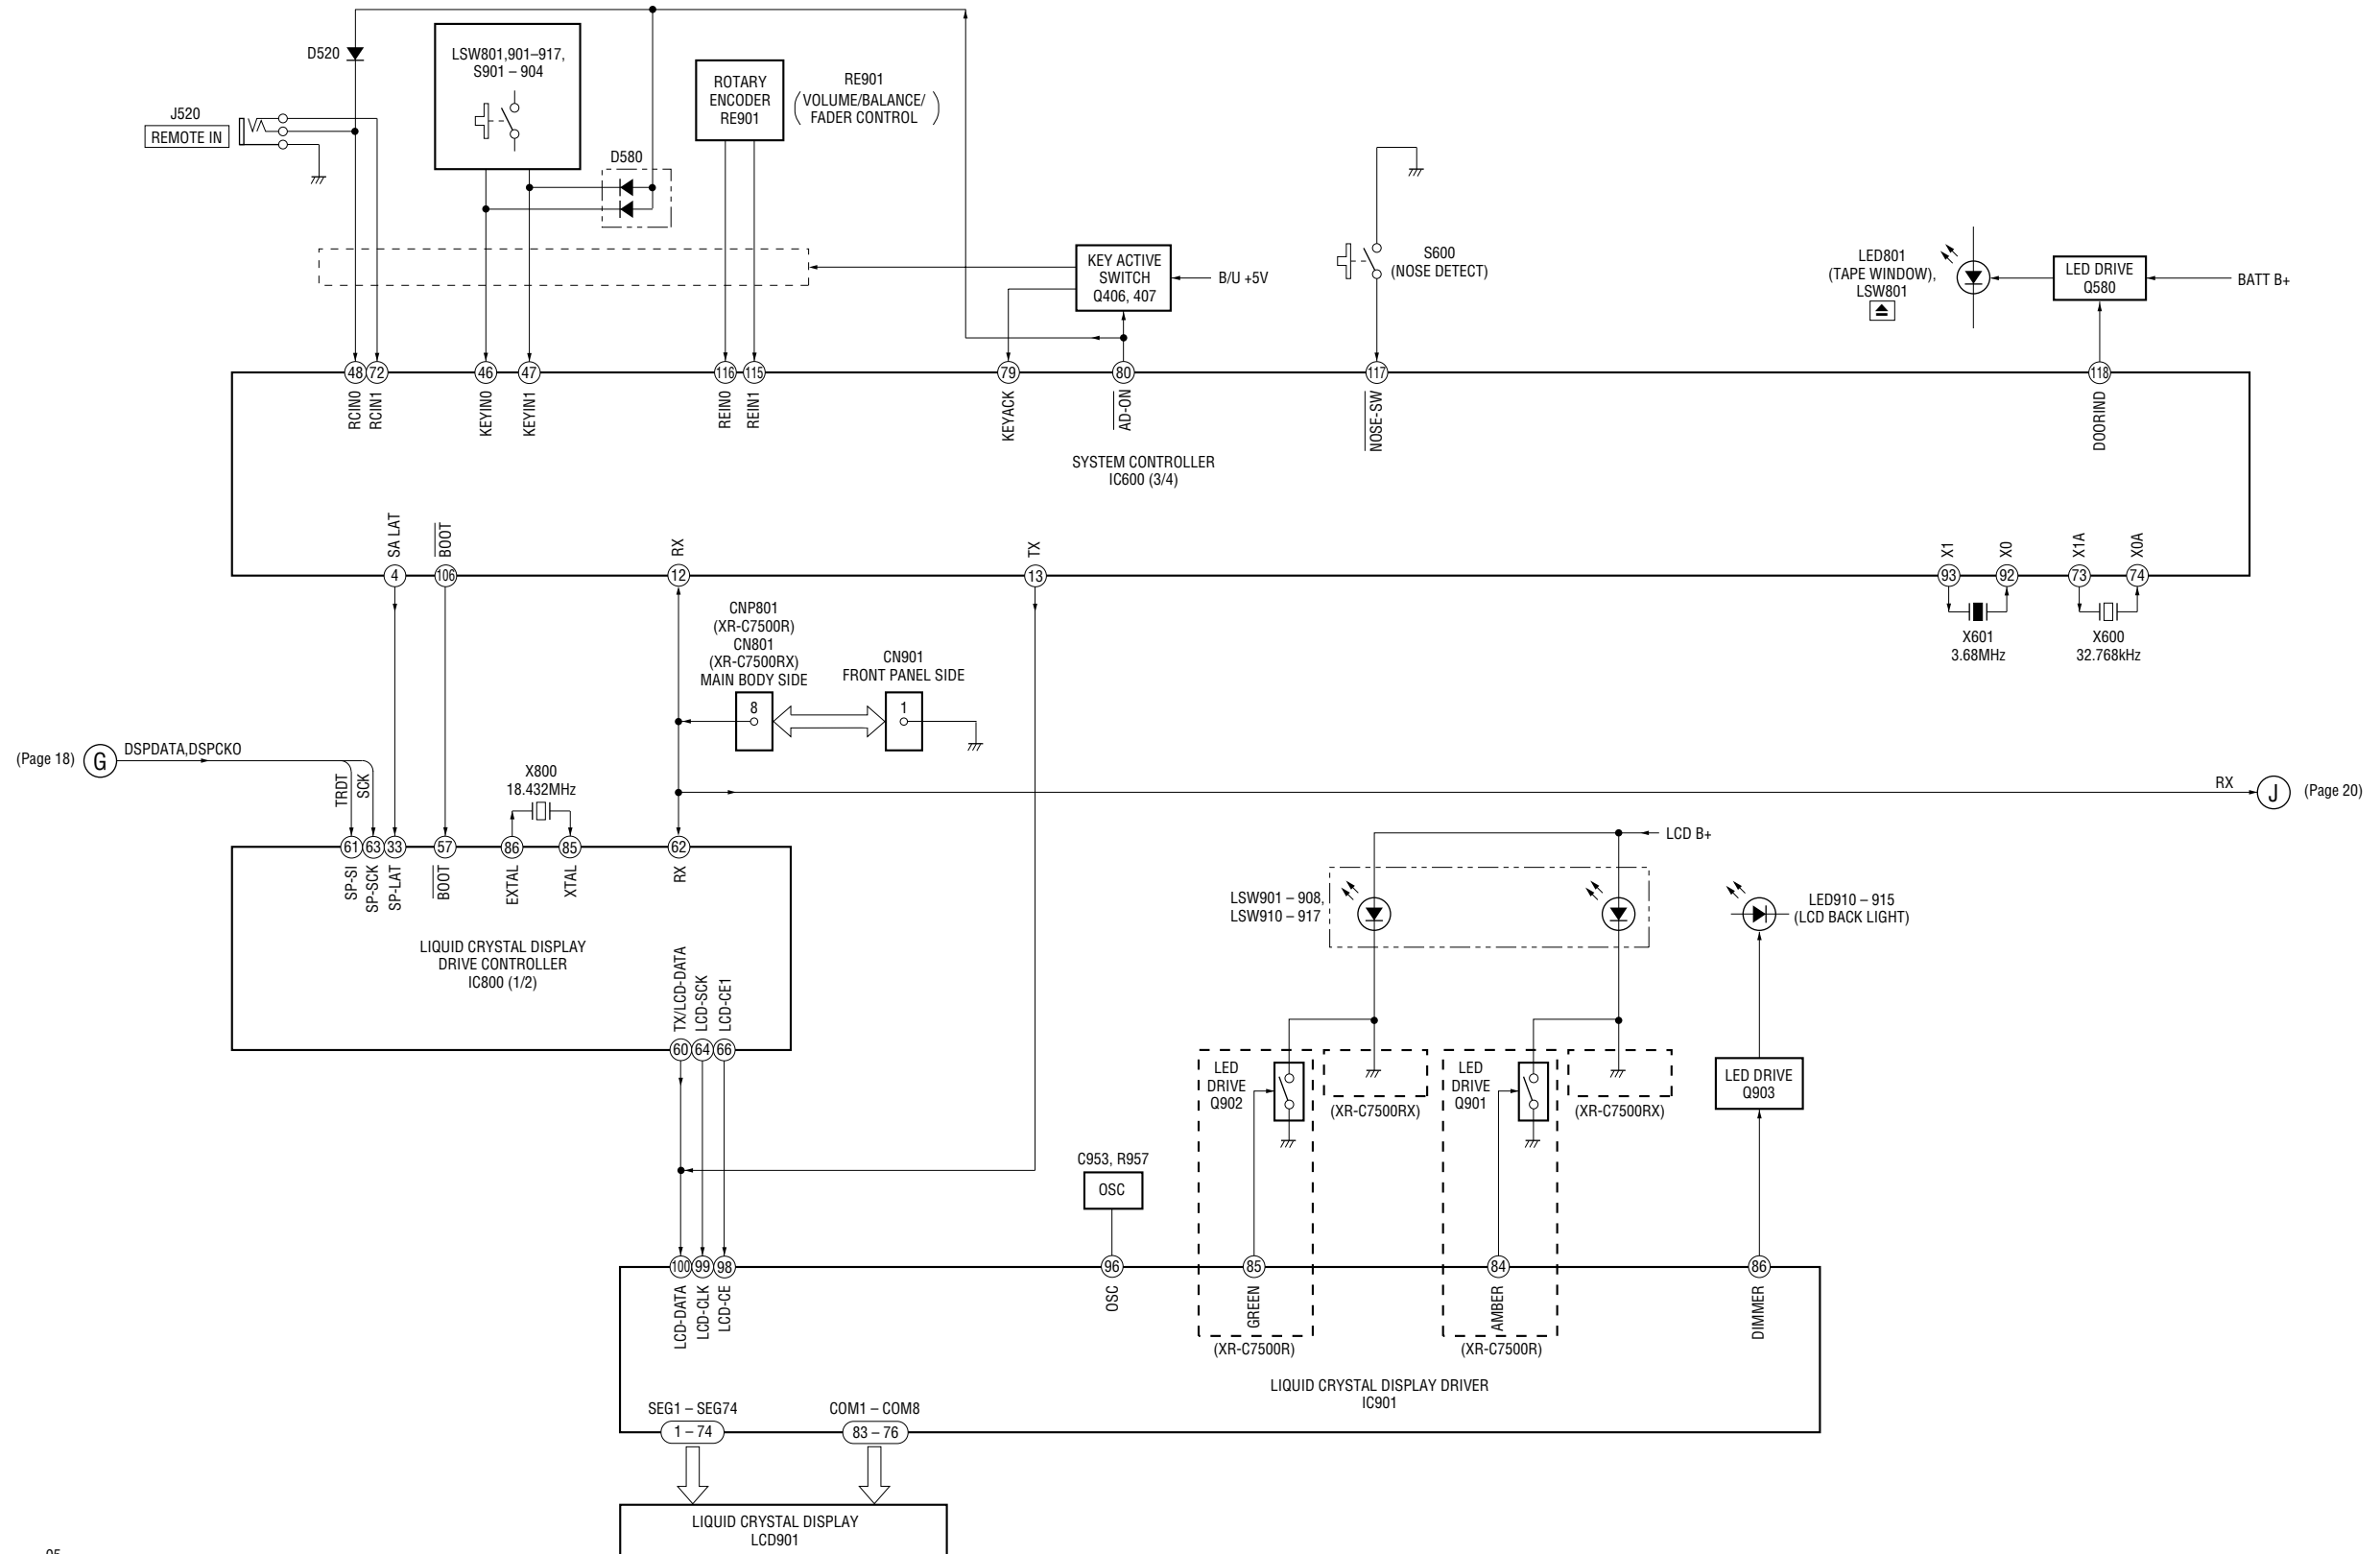 D520
LSW801,901–917,
S901 – 904
ROTARY
ENCODER
RE901
RE901
VOLUME/BALANCE/
FADER CONTROL
J520
REMOTE IN
D580
KEY ACTIVE
SWITCH
Q406, 407
B/U +5V
S600
(NOSE DETECT)
LED801
(TAPE WINDOW),
LSW801
LED DRIVE
Q580
BATT B+
48
72
46
47
116
115
79
80
117
118
RCIN0
RCIN1
KEYIN0
KEYIN1
REIN0
REIN1
KEYACK
AD-ON
NOSE-SW
DOORIND
SYSTEM CONTROLLER
IC600 (3/4)
SA LAT
BOOT
RX
TX
X1
X0
X1A
X0A
4
106
12
13
93
92
73
74
X601
3.68MHz
X600
32.768kHz
CNP801
(XR-C7500R)
CN801
(XR-C7500RX)
MAIN BODY SIDE
CN901
FRONT PANEL SIDE
8
1
(Page 18)
G
DSPDATA,DSPCKO
TRDT
SCK
X800
18.432MHz
RX
J
(Page 20)
61
63
33
57
86
85
62
SP-SI
SP-SCK
SP-LAT
BOOT
EXTAL
XTAL
RX
LCD B+
LSW901 – 908,
LSW910 – 917
LED910 – 915
(LCD BACK LIGHT)
LIQUID CRYSTAL DISPLAY
DRIVE CONTROLLER
IC800 (1/2)
TX/LCD-DATA
LCD-SCK
LCD-CE1
60
64
66
LED
DRIVE
Q902
(XR-C7500RX)
LED
DRIVE
Q901
(XR-C7500RX)
LED DRIVE
Q903
C953, R957
OSC
100
99
98
96
85
84
86
LCD-DATA
LCD-CLK
LCD-CE
OSC
GREEN
AMBER
DIMMER
(XR-C7500R)
(XR-C7500R)
LIQUID CRYSTAL DISPLAY DRIVER
IC901
SEG1 – SEG74
COM1 – COM8
1 – 74
83 – 76
LIQUID CRYSTAL DISPLAY
LCD901